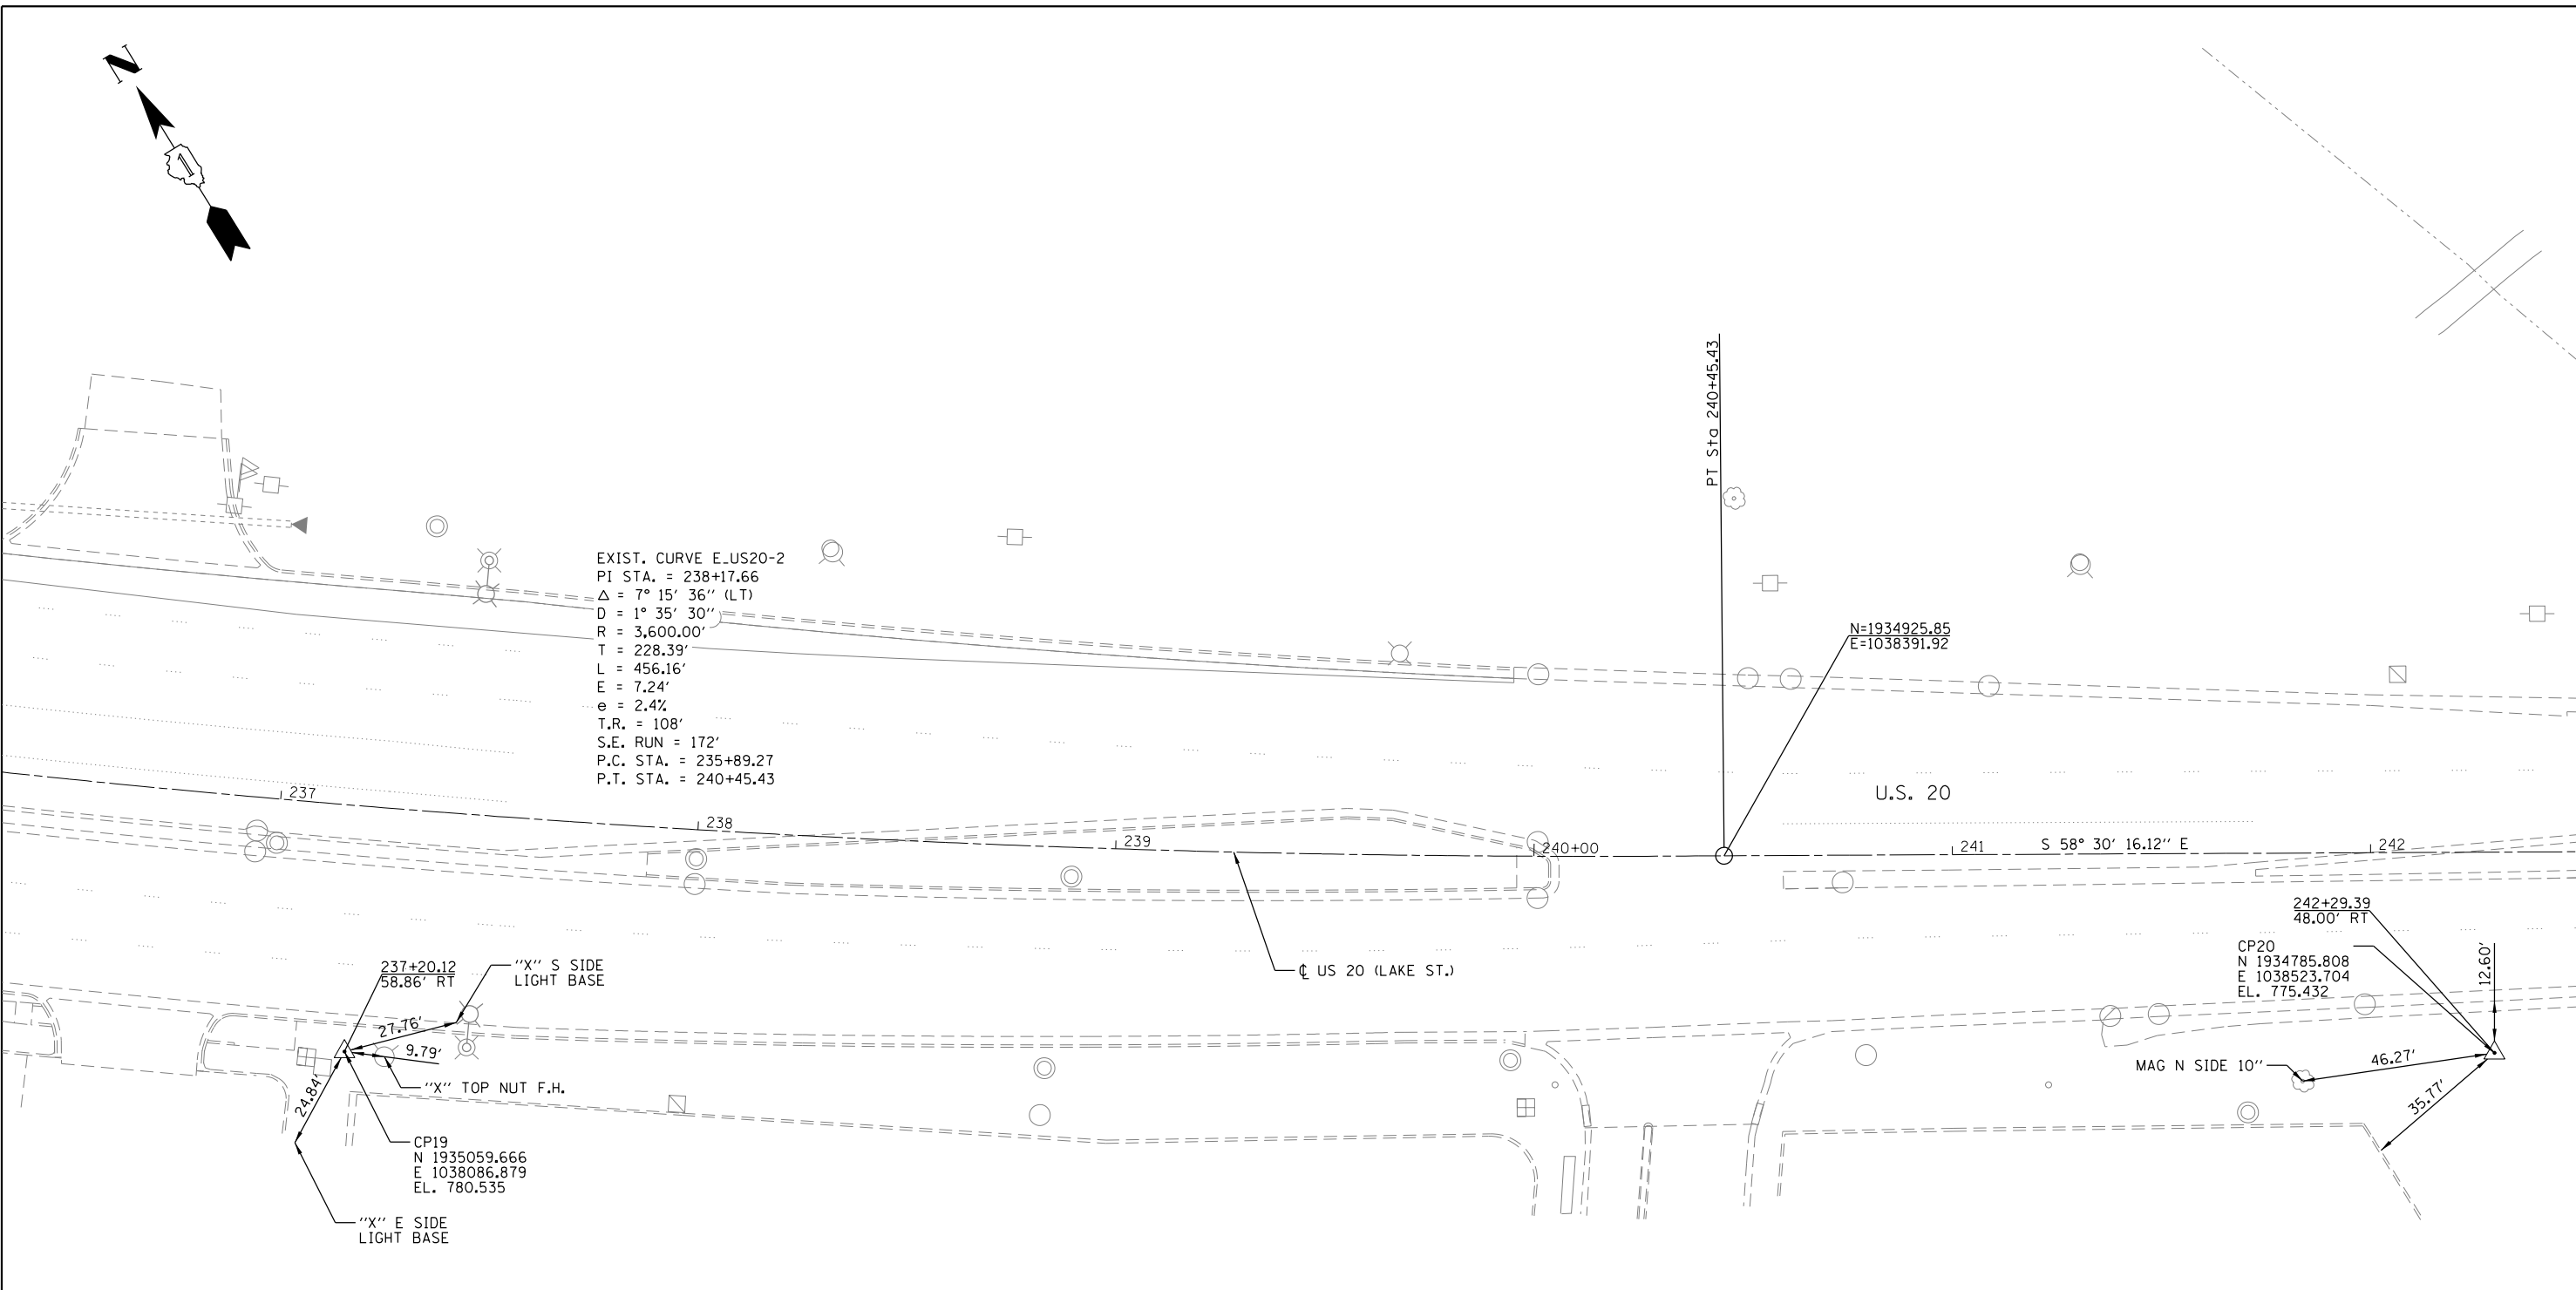 N
1
PT Sta 240+45.43
EXIST. CURVE E_US20-2
PI STA. = 238+17.66
Δ = 7° 15' 36" (LT)
D = 1° 35' 30"
R = 3,600.00'
T = 228.39'
L = 456.16'
E = 7.24'
e = 2.4%
T.R. = 108'
S.E. RUN = 172'
P.C. STA. = 235+89.27
P.T. STA. = 240+45.43
N=1934925.85
E=1038391.92
U.S. 20
237
238
239
240+00
241
S 58° 30' 16.12" E
242
237+20.12
58.86' RT
"X" S SIDE
LIGHT BASE
℄ US 20 (LAKE ST.)
242+29.39
48.00' RT
CP20
N 1934785.808
E 1038523.704
EL. 775.432
12.60'
27.76'
9.79'
24.84'
"X" TOP NUT F.H.
MAG N SIDE 10"
46.27'
35.77'
CP19
N 1935059.666
E 1038086.879
EL. 780.535
"X" E SIDE
LIGHT BASE